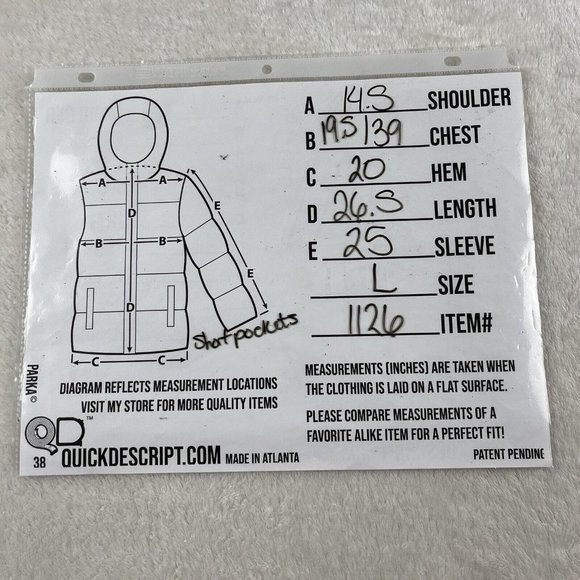 A 14.5 SHOULDER
B 19.5/39 CHEST
C 20 HEM
D 26.5 LENGTH
E 25 SLEEVE
L SIZE
1126 ITEM#
A A
E
D
B B
E
D
C C
Shot pockets
PARKA ©
DIAGRAM REFLECTS MEASUREMENT LOCATIONS
VISIT MY STORE FOR MORE QUALITY ITEMS
MEASUREMENTS (INCHES) ARE TAKEN WHEN
THE CLOTHING IS LAID ON A FLAT SURFACE.
PLEASE COMPARE MEASUREMENTS OF A
FAVORITE ALIKE ITEM FOR A PERFECT FIT!
QD ™
38 QUICKDESCRIPT.COM MADE IN ATLANTA
PATENT PENDING